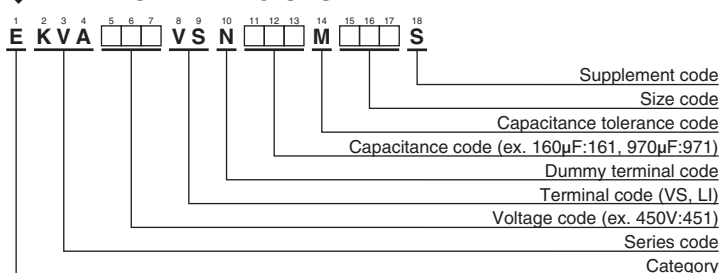 1 2 3 4 5 6 7 8 9 10 11 12 13 14 15 16 17 18
E K V A □□□ V S N □□□ M □□□ S
Supplement code
Size code
Capacitance tolerance code
Capacitance code (ex. 160μF:161, 970μF:971)
Dummy terminal code
Terminal code (VS, LI)
Voltage code (ex. 450V:451)
Series code
Category